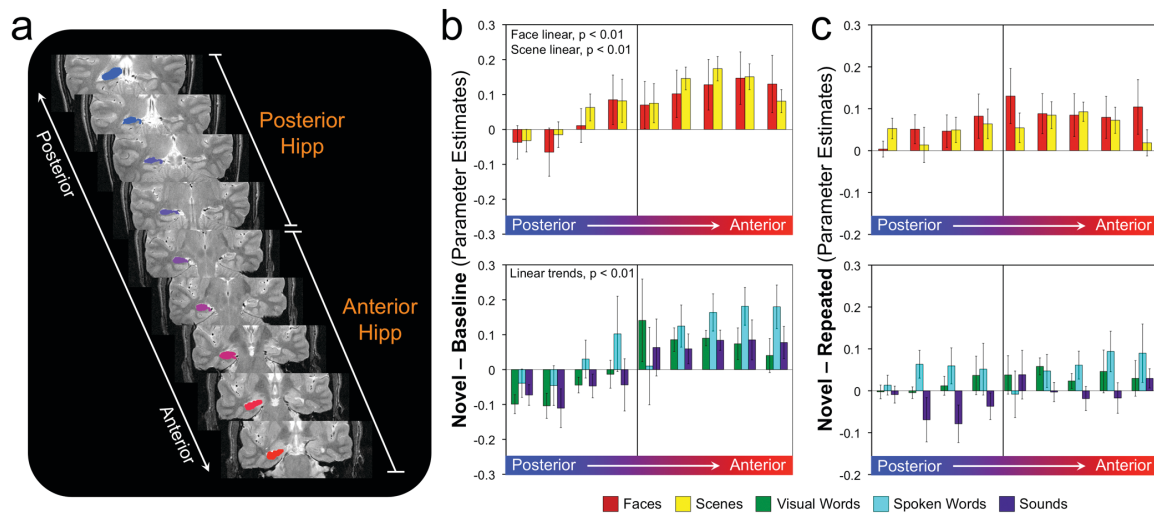 a
Posterior
Anterior
Posterior
Hipp
Anterior
Hipp
b
Novel – Baseline (Parameter Estimates)
0.3
0.2
0.1
0
-0.1
-0.2
-0.3
Face linear, p < 0.01
Scene linear, p < 0.01
Posterior
Anterior
0.3
0.2
0.1
0
-0.1
-0.2
-0.3
Linear trends, p < 0.01
Posterior
Anterior
c
Novel – Repeated (Parameter Estimates)
0.3
0.2
0.1
0
0.1
-0.2
Posterior
Anterior
0.3
0.2
0.1
0
-0.1
-0.2
Posterior
Anterior
Faces
Scenes
Visual Words
Spoken Words
Sounds